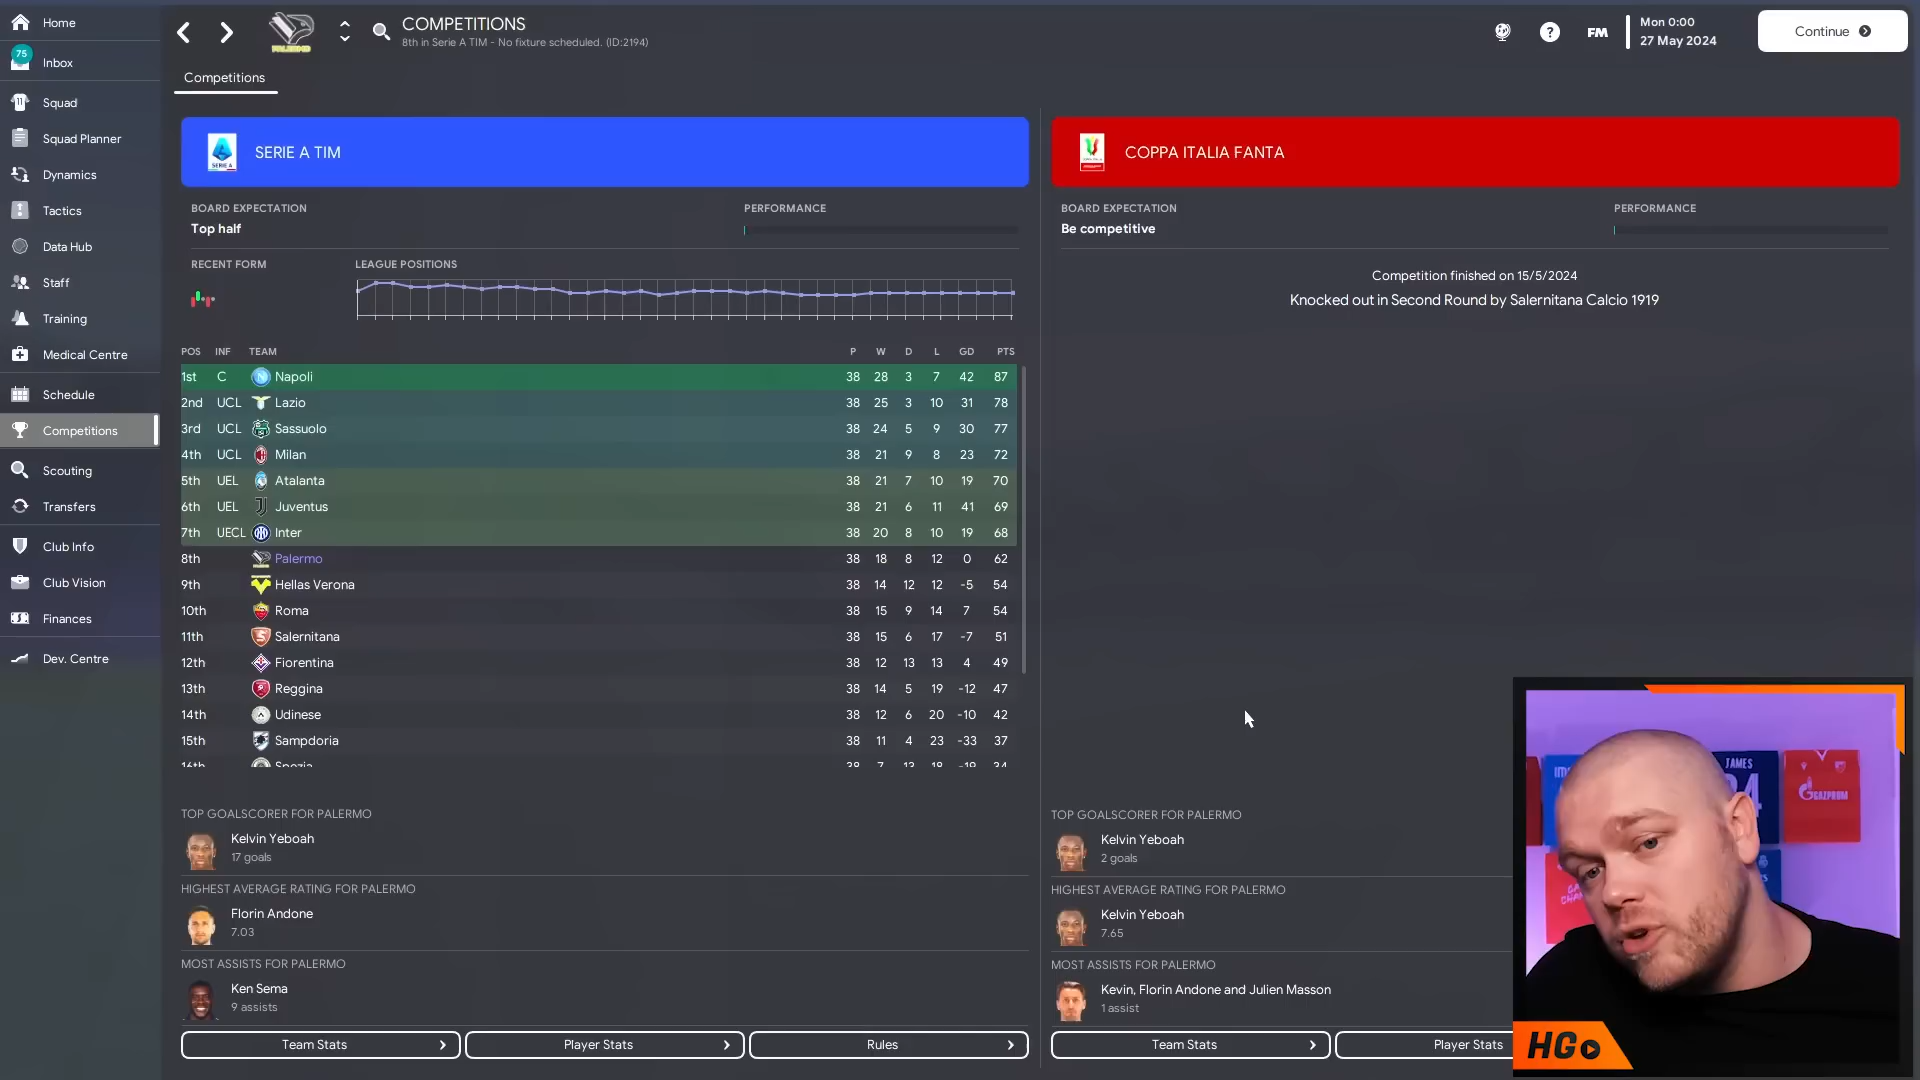 Home
COMPETITIONS
8th in Serie A TIM - No fixture scheduled. (ID:2194)
PALERMO
FM
Mon 0:00
27 May 2024
Continue
75
Inbox
Squad
Squad Planner
Dynamics
Tactics
Data Hub
Staff
Training
Medical Centre
Schedule
Competitions
Scouting
Transfers
Club Info
Club Vision
Finances
Dev. Centre
Competitions
SERIE A
SERIE A TIM
BOARD EXPECTATION
PERFORMANCE
Top half
RECENT FORM
LEAGUE POSITIONS
POS INF TEAM P W D L GD PTS
1st C Napoli 38 28 3 7 42 87
2nd UCL Lazio 38 25 3 10 31 78
3rd UCL Sassuolo 38 24 5 9 30 77
4th UCL Milan 38 21 9 8 23 72
5th UEL Atalanta 38 21 7 10 19 70
6th UEL Juventus 38 21 6 11 41 69
7th UECL Inter 38 20 8 10 19 68
8th Palermo 38 18 8 12 0 62
9th Hellas Verona 38 14 12 12 -5 54
10th Roma 38 15 9 14 7 54
11th Salernitana 38 15 6 17 -7 51
12th Fiorentina 38 12 13 13 4 49
13th Reggina 38 14 5 19 -12 47
14th Udinese 38 12 6 20 -10 42
15th Sampdoria 38 11 4 23 -33 37
16th Spezia 38 7 13 18 -19 34
TOP GOALSCORER FOR PALERMO
Kelvin Yeboah
17 goals
HIGHEST AVERAGE RATING FOR PALERMO
Florin Andone
7.03
MOST ASSISTS FOR PALERMO
Ken Sema
9 assists
Team Stats
Player Stats
Rules
COPPA ITALIA FANTA
BOARD EXPECTATION
PERFORMANCE
Be competitive
Competition finished on 15/5/2024
Knocked out in Second Round by Salernitana Calcio 1919
TOP GOALSCORER FOR PALERMO
Kelvin Yeboah
2 goals
HIGHEST AVERAGE RATING FOR PALERMO
Kelvin Yeboah
7.65
MOST ASSISTS FOR PALERMO
Kevin, Florin Andone and Julien Masson
1 assist
Team Stats
Player Stats
JAMES
GAZPROM
HG